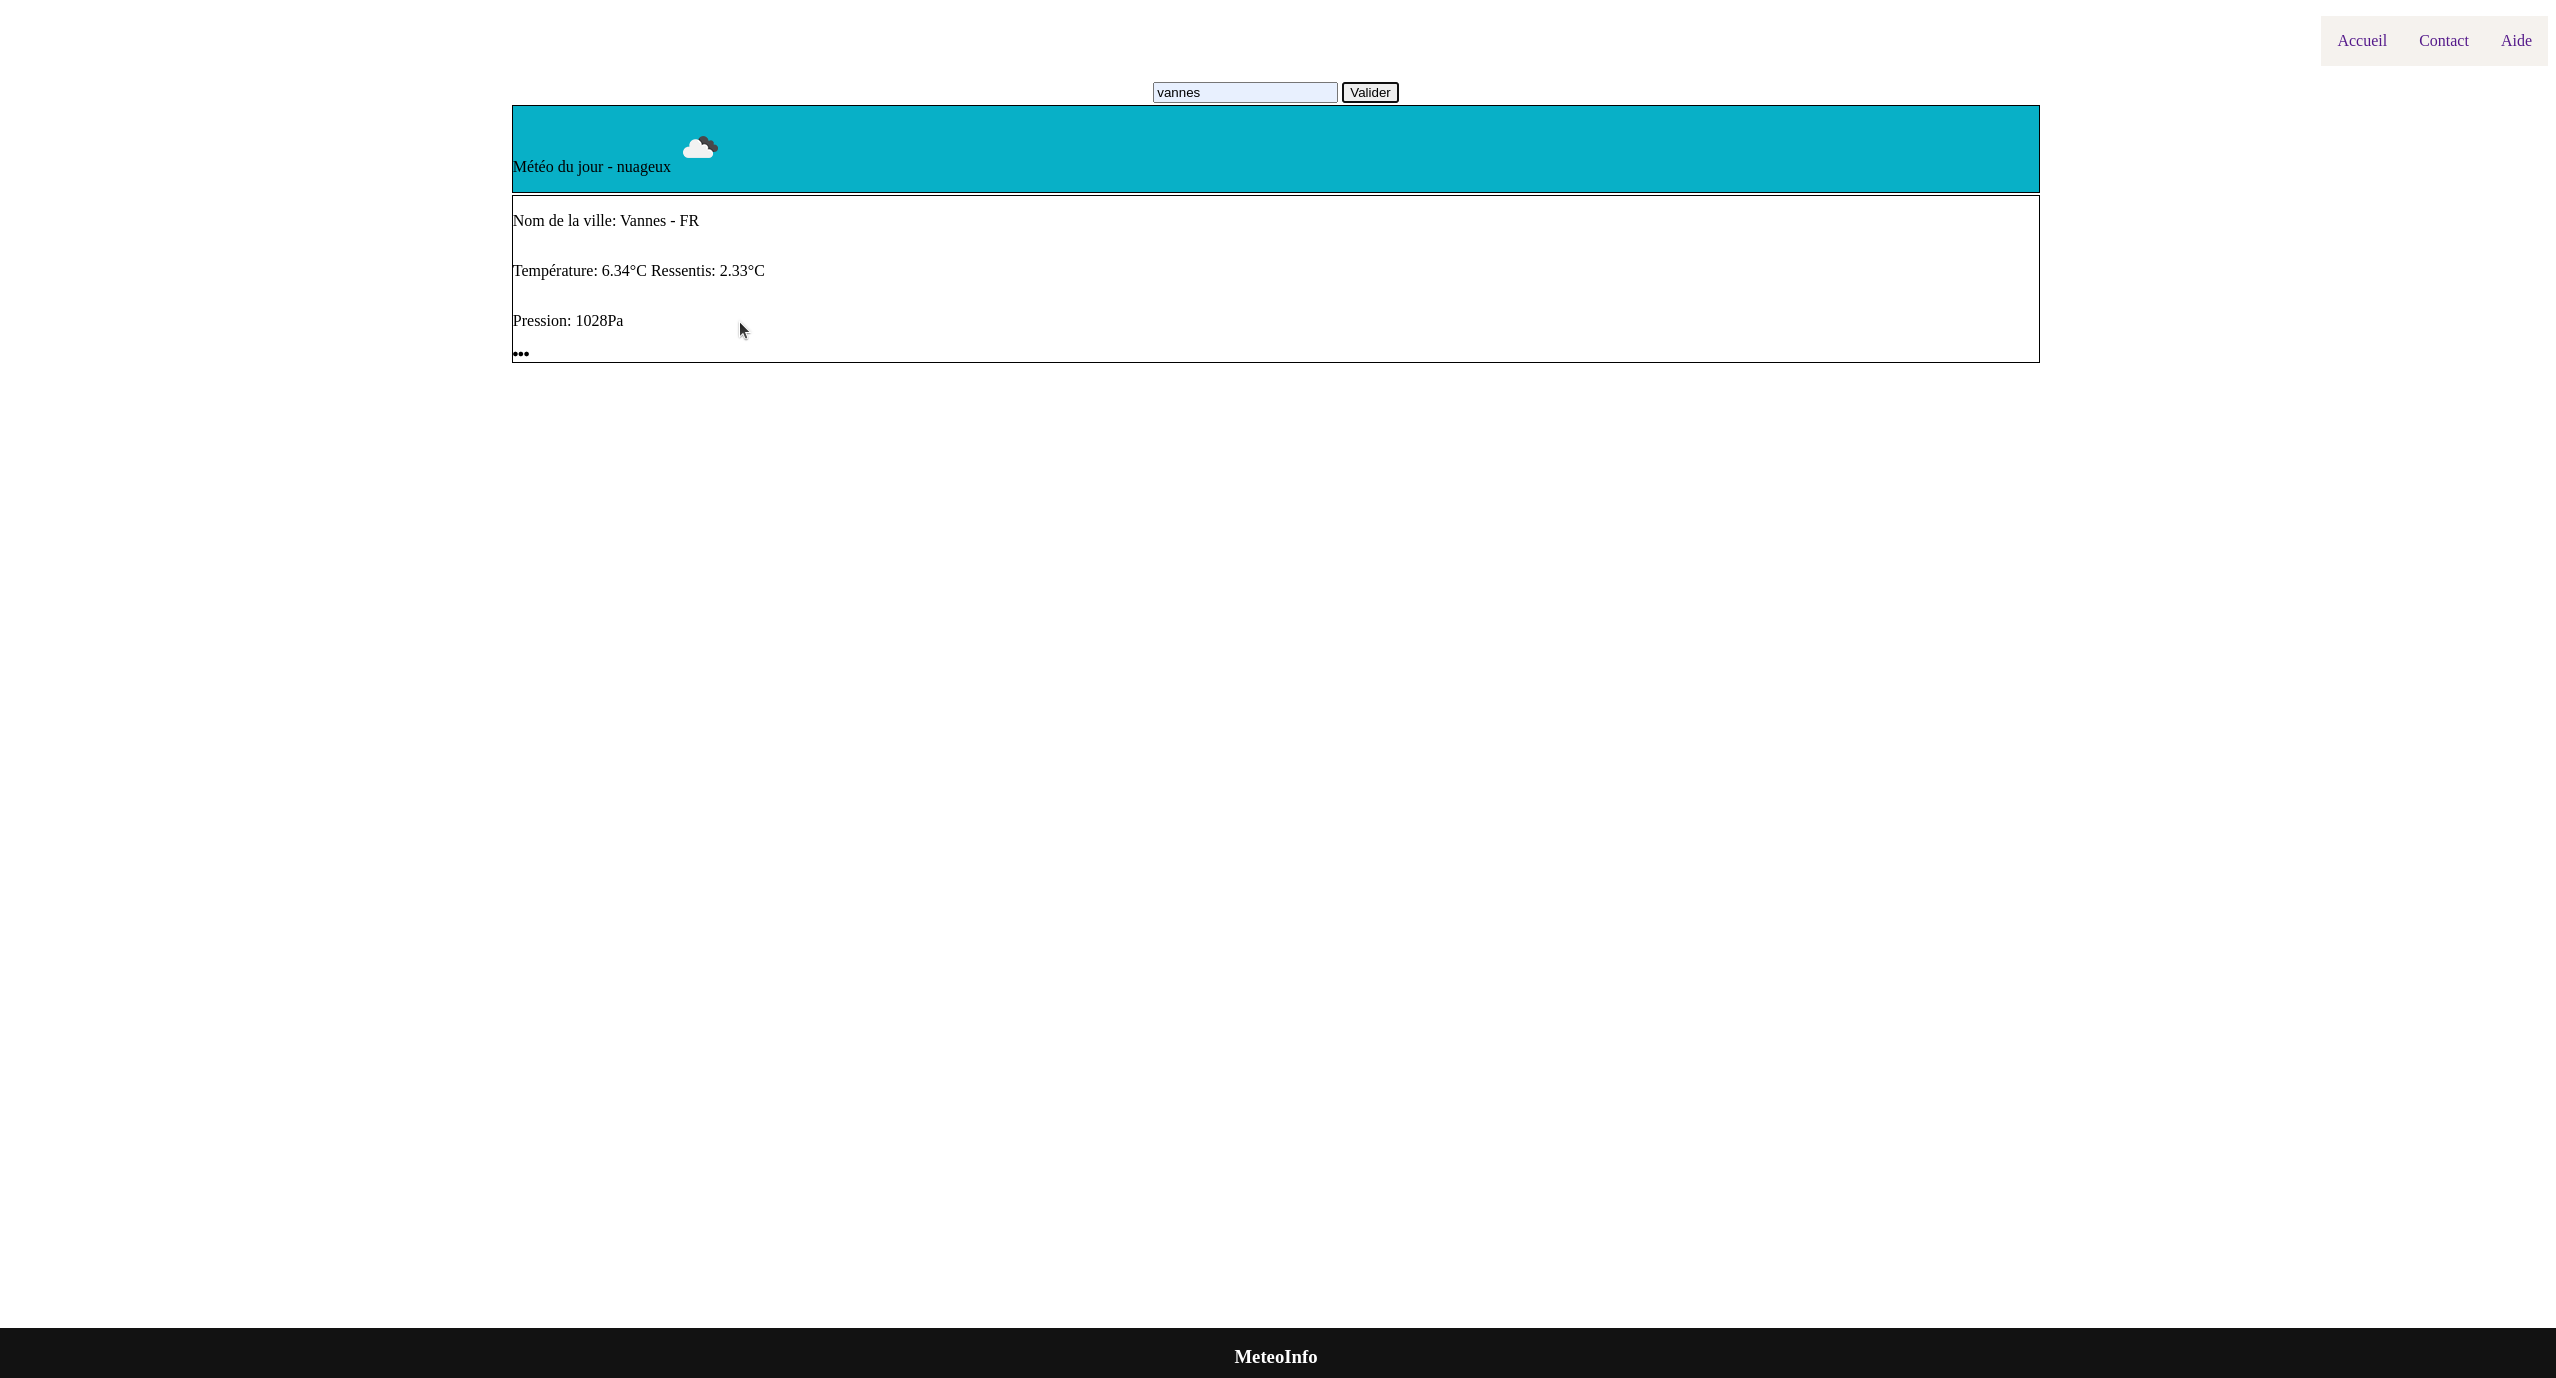 Accueil Contact Aide
vannes Valider
Météo du jour - nuageux
Nom de la ville: Vannes - FR
Température: 6.34°C Ressentis: 2.33°C
Pression: 1028Pa
•••
MeteoInfo